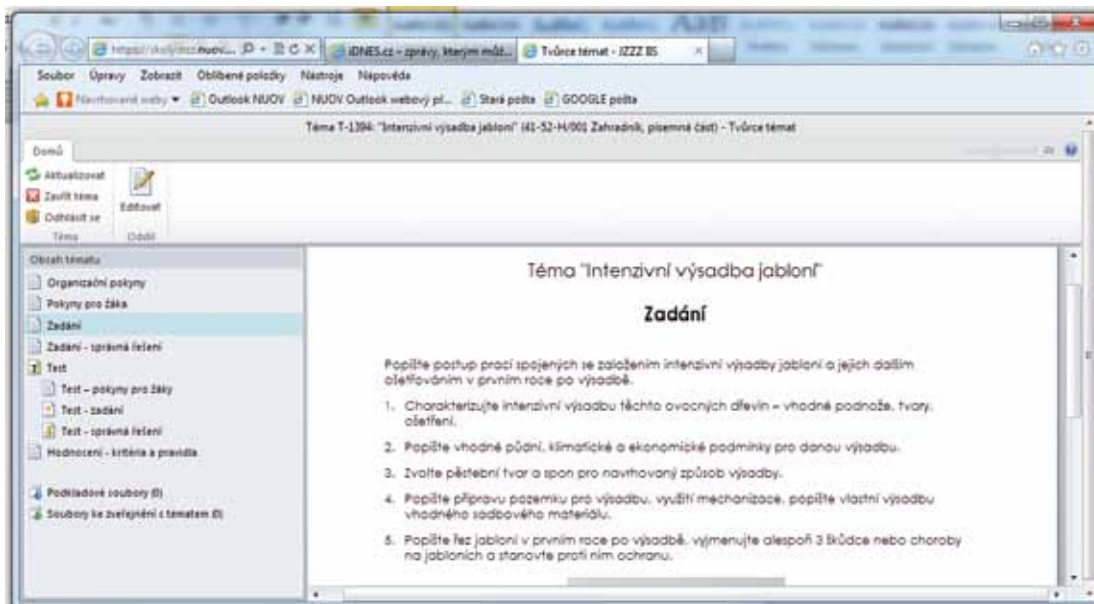 iDNES.cz – zprávy, kterým můž...
Tvůrce témat - JZZZ BS
Soubor Úpravy Zobrazit Oblíbené položky Nástroje Nápověda
Navrhované weby Outlook NUOV NUOV Outlook webový př... Stará pošta GOOGLE pošta
Téma T-1394: "Intenzivní výsadba jabloní" (41-52-H/001 Zahradník, písemná část) - Tvůrce témat
Domů
Aktualizovat
Zavřít téma
Odhlásit se
Editovat
Téma Oddíl
Obsah tématu
Organizační pokyny
Pokyny pro žáka
Zadání
Zadání - správná řešení
Test
Test – pokyny pro žáky
Test - zadání
Test - správná řešení
Hodnocení - kritéria a pravidla
Podkladové soubory (0)
Soubory ke zveřejnění s tématem (0)
Téma "Intenzivní výsadba jabloní"
Zadání
Popište postup prací spojených se založením intenzivní výsadby jabloní a jejich dalším
ošetřováním v prvním roce po výsadbě.
1. Charakterizujte intenzivní výsadbu těchto ovocných dřevin – vhodné podnože, tvary,
ošetření.
2. Popište vhodné půdní, klimatické a ekonomické podmínky pro danou výsadbu.
3. Zvolte pěstební tvar a spon pro navrhovaný způsob výsadby.
4. Popište přípravu pozemku pro výsadbu, využití mechanizace, popište vlastní výsadbu
vhodného sadbového materiálu.
5. Popište řez jabloní v prvním roce po výsadbě, vyjmenujte alespoň 3 škůdce nebo choroby
na jabloních a stanovte proti nim ochranu.